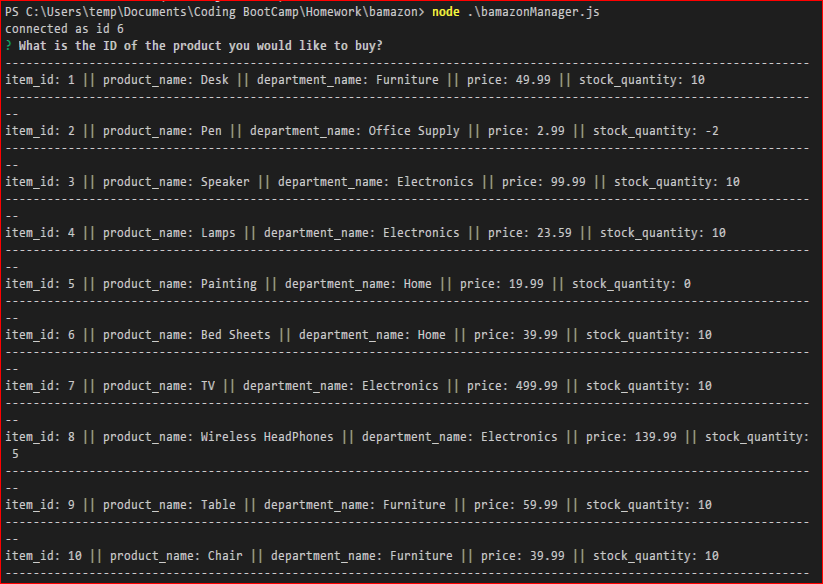 PS C:\Users\temp\Documents\Coding BootCamp\Homework\bamazon> node .\bamazonManager.js
connected as id 6
? What is the ID of the product you would like to buy?
-------------------------------------------------------------------------------------------------------------------
item_id: 1 || product_name: Desk || department_name: Furniture || price: 49.99 || stock_quantity: 10
-------------------------------------------------------------------------------------------------------------------
--
item_id: 2 || product_name: Pen || department_name: Office Supply || price: 2.99 || stock_quantity: -2
-------------------------------------------------------------------------------------------------------------------
--
item_id: 3 || product_name: Speaker || department_name: Electronics || price: 99.99 || stock_quantity: 10
-------------------------------------------------------------------------------------------------------------------
--
item_id: 4 || product_name: Lamps || department_name: Electronics || price: 23.59 || stock_quantity: 10
-------------------------------------------------------------------------------------------------------------------
--
item_id: 5 || product_name: Painting || department_name: Home || price: 19.99 || stock_quantity: 0
-------------------------------------------------------------------------------------------------------------------
--
item_id: 6 || product_name: Bed Sheets || department_name: Home || price: 39.99 || stock_quantity: 10
-------------------------------------------------------------------------------------------------------------------
--
item_id: 7 || product_name: TV || department_name: Electronics || price: 499.99 || stock_quantity: 10
-------------------------------------------------------------------------------------------------------------------
--
item_id: 8 || product_name: Wireless HeadPhones || department_name: Electronics || price: 139.99 || stock_quantity:
 5
-------------------------------------------------------------------------------------------------------------------
--
item_id: 9 || product_name: Table || department_name: Furniture || price: 59.99 || stock_quantity: 10
-------------------------------------------------------------------------------------------------------------------
--
item_id: 10 || product_name: Chair || department_name: Furniture || price: 39.99 || stock_quantity: 10
-------------------------------------------------------------------------------------------------------------------